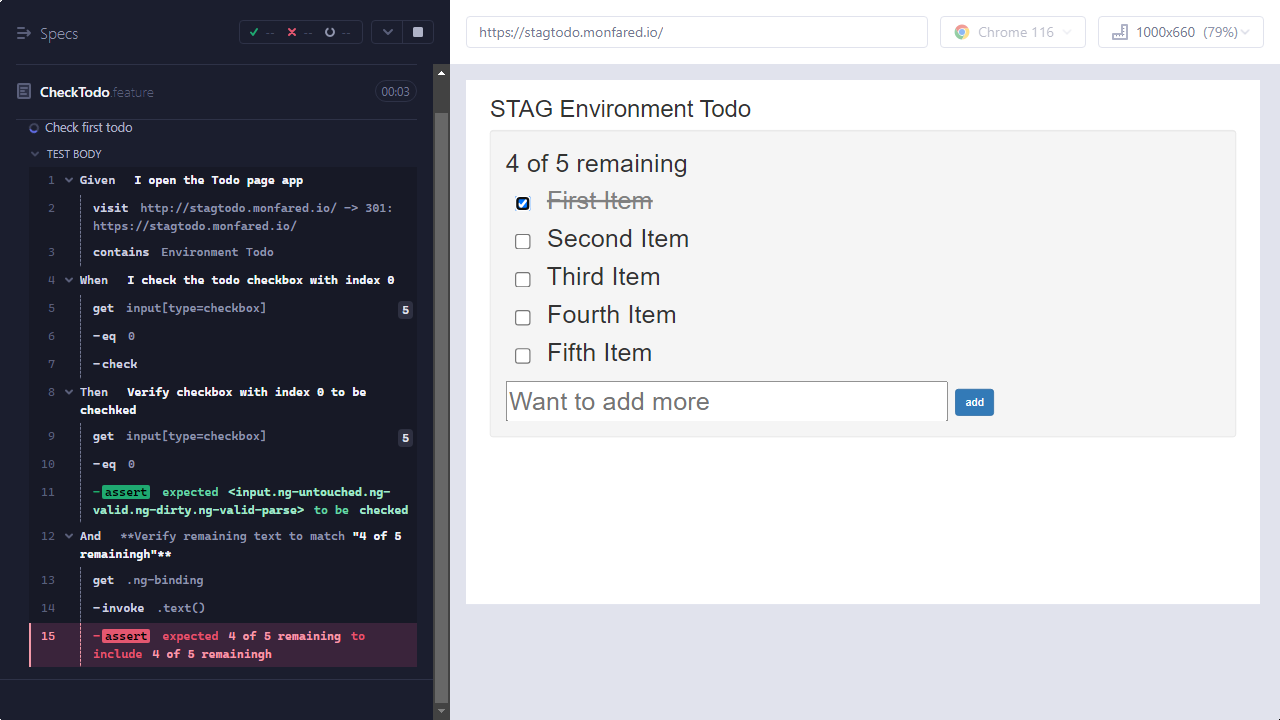 Specs
-- -- --
CheckTodo feature
00:03
Check first todo
TEST BODY
1 Given I open the Todo page app
2 visit http://stagtodo.monfared.io/ -> 301:
https://stagtodo.monfared.io/
3 contains Environment Todo
4 When I check the todo checkbox with index 0
5 get input[type=checkbox] 5
6 -eq 0
7 -check
8 Then Verify checkbox with index 0 to be
chechked
9 get input[type=checkbox] 5
10 -eq 0
11 -assert expected <input.ng-untouched.ng-
valid.ng-dirty.ng-valid-parse> to be checked
12 And **Verify remaining text to match "4 of 5
remainingh"**
13 get .ng-binding
14 -invoke .text()
15 -assert expected 4 of 5 remaining to
include 4 of 5 remainingh
https://stagtodo.monfared.io/
Chrome 116
1000x660 (79%)
STAG Environment Todo
4 of 5 remaining
First Item
Second Item
Third Item
Fourth Item
Fifth Item
Want to add more
add